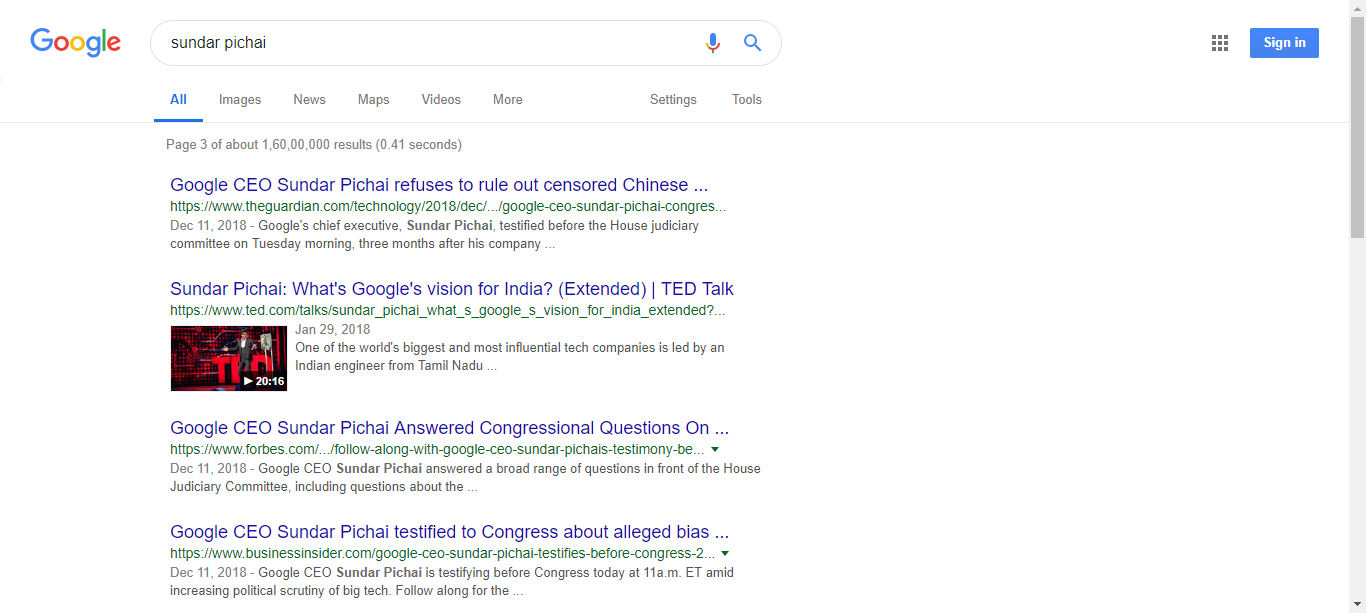 Google
sundar pichai
Sign in
All Images News Maps Videos More Settings Tools
Page 3 of about 1,60,00,000 results (0.41 seconds)
Google CEO Sundar Pichai refuses to rule out censored Chinese ...
https://www.theguardian.com/technology/2018/dec/.../google-ceo-sundar-pichai-congres...
Dec 11, 2018 - Google's chief executive, Sundar Pichai, testified before the House judiciary
committee on Tuesday morning, three months after his company ...
Sundar Pichai: What's Google's vision for India? (Extended) | TED Talk
https://www.ted.com/talks/sundar_pichai_what_s_google_s_vision_for_india_extended?...
Jan 29, 2018
One of the world's biggest and most influential tech companies is led by an
Indian engineer from Tamil Nadu ...
TED
20:16
Google CEO Sundar Pichai Answered Congressional Questions On ...
https://www.forbes.com/.../follow-along-with-google-ceo-sundar-pichais-testimony-be...
Dec 11, 2018 - Google CEO Sundar Pichai answered a broad range of questions in front of the House
Judiciary Committee, including questions about the ...
Google CEO Sundar Pichai testified to Congress about alleged bias ...
https://www.businessinsider.com/google-ceo-sundar-pichai-testifies-before-congress-2...
Dec 11, 2018 - Google CEO Sundar Pichai is testifying before Congress today at 11a.m. ET amid
increasing political scrutiny of big tech. Follow along for the ...